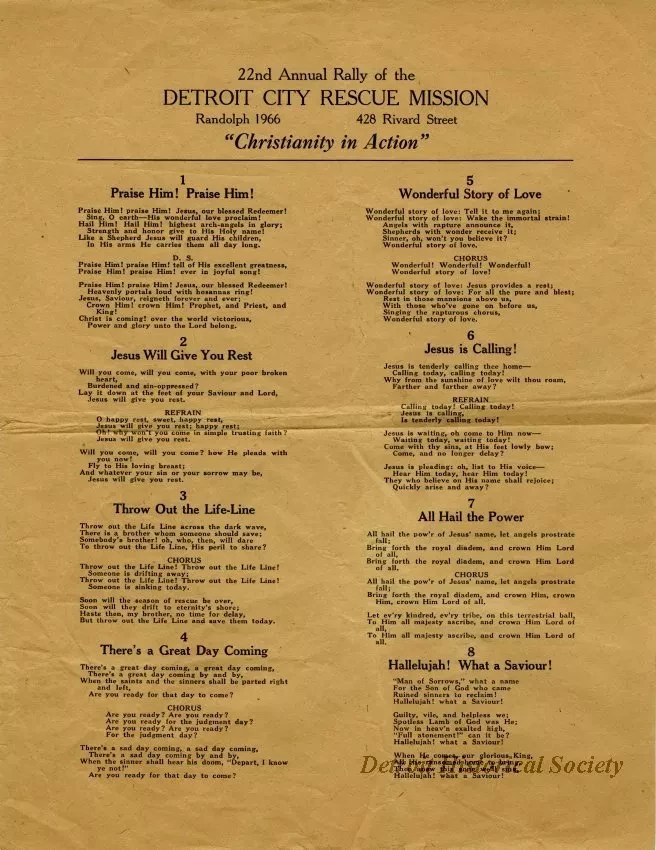 22nd Annual Rally of the
DETROIT CITY RESCUE MISSION
Randolph 1966 428 Rivard Street
"Christianity in Action"
1
Praise Him! Praise Him!
Praise Him! praise Him! Jesus, our blessed Redeemer!
Sing, O earth—His wonderful love proclaim!
Hail Him! Hail Him! highest arch-angels in glory;
Strength and honor give to His Holy name!
Like a Shepherd Jesus will guard His children,
In His arms He carries them all day long.
D. S.
Praise Him! praise Him! tell of His excellent greatness,
Praise Him! praise Him! ever in joyful song!
Praise Him! praise Him! Jesus, our blessed Redeemer!
Heavenly portals loud with hosannas ring!
Jesus, Saviour, reigneth forever and ever;
Crown Him! crown Him! Prophet, and Priest, and
King!
Christ is coming! over the world victorious,
Power and glory unto the Lord belong.
2
Jesus Will Give You Rest
Will you come, will you come, with your poor broken
heart,
Burdened and sin-oppressed?
Lay it down at the feet of your Saviour and Lord,
Jesus will give you rest.
REFRAIN
O happy rest, sweet, happy rest,
Jesus will give you rest; happy rest;
Oh! why won't you come in simple trusting faith?
Jesus will give you rest.
Will you come, will you come? how He pleads with
you now!
Fly to His loving breast;
And whatever your sin or your sorrow may be,
Jesus will give you rest.
3
Throw Out the Life-Line
Throw out the Life Line across the dark wave,
There is a brother whom someone should save;
Somebody's brother! oh, who, then, will dare
To throw out the Life Line, His peril to share?
CHORUS
Throw out the Life Line! Throw out the Life Line!
Someone is drifting away;
Throw out the Life Line! Throw out the Life Line!
Someone is sinking today.
Soon will the season of rescue be over,
Soon will they drift to eternity's shore;
Haste then, my brother, no time for delay,
But throw out the Life Line and save them today.
4
There's a Great Day Coming
There's a great day coming, a great day coming,
There's a great day coming by and by,
When the saints and the sinners shall be parted right
and left,
Are you ready for that day to come?
CHORUS
Are you ready? Are you ready?
Are you ready for the judgment day?
Are you ready? Are you ready?
For the judgment day?
There's a sad day coming, a sad day coming,
There's a sad day coming by and by,
When the sinner shall hear his doom, "Depart, I know
ye not!"
Are you ready for that day to come?
5
Wonderful Story of Love
Wonderful story of love: Tell it to me again;
Wonderful story of love: Wake the immortal strain!
Angels with rapture announce it,
Shepherds with wonder receive it;
Sinner, oh, won't you believe it?
Wonderful story of love.
CHORUS
Wonderful! Wonderful! Wonderful!
Wonderful story of love!
Wonderful story of love: Jesus provides a rest;
Wonderful story of love: For all the pure and blest;
Rest in those mansions above us,
With those who've gone on before us,
Singing the rapturous chorus,
Wonderful story of love.
6
Jesus is Calling!
Jesus is tenderly calling thee home—
Calling today, calling today!
Why from the sunshine of love wilt thou roam,
Farther and farther away?
REFRAIN
Calling today! Calling today!
Jesus is calling,
Is tenderly calling today!
Jesus is waiting, oh come to Him now—
Waiting today, waiting today!
Come with thy sins, at His feet lowly bow;
Come, and no longer delay?
Jesus is pleading: oh, list to His voice—
Hear Him today, hear Him today!
They who believe on His name shall rejoice;
Quickly arise and away?
7
All Hail the Power
All hail the pow'r of Jesus' name, let angels prostrate
fall;
Bring forth the royal diadem, and crown Him Lord
of all.
Bring forth the royal diadem, and crown Him Lord
of all.
CHORUS
All hail the pow'r of Jesus' name, let angels prostrate
fall;
Bring forth the royal diadem, and crown Him, crown
Him, crown Him Lord of all.
Let ev'ry kindred, ev'ry tribe, on this terrestrial ball,
To Him all majesty ascribe, and crown Him Lord of
all,
To Him all majesty ascribe, and crown Him Lord of
all.
8
Hallelujah! What a Saviour!
"Man of Sorrows," what a name
For the Son of God who came
Ruined sinners to reclaim!
Hallelujah! what a Saviour!
Guilty, vile, and helpless we;
Spotless Lamb of God was He;
Now in heav'n exalted high,
"Full atonement!" can it be?
Hallelujah! what a Saviour!
When He comes, our glorious King,
Hallelujah! what a Saviour!
Detroit Historical Society